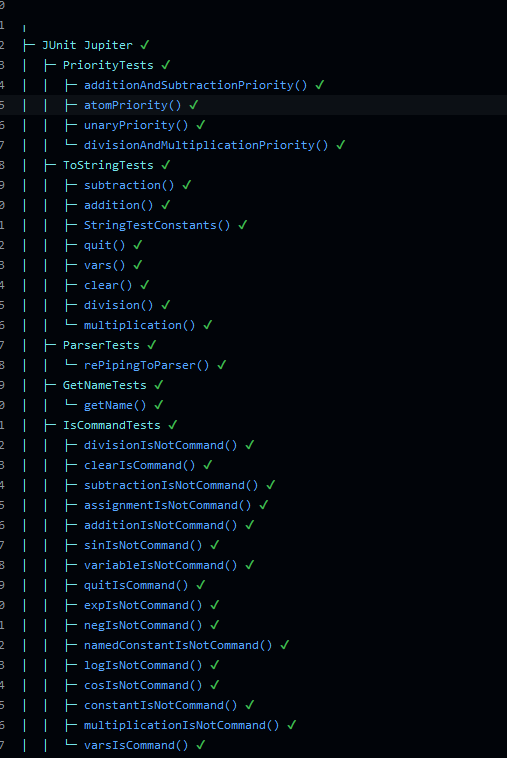 0
1
2 JUnit Jupiter ✓
3 PriorityTests ✓
4 additionAndSubtractionPriority() ✓
5 atomPriority() ✓
6 unaryPriority() ✓
7 divisionAndMultiplicationPriority() ✓
8 ToStringTests ✓
9 subtraction() ✓
0 addition() ✓
1 StringTestConstants() ✓
2 quit() ✓
3 vars() ✓
4 clear() ✓
5 division() ✓
6 multiplication() ✓
7 ParserTests ✓
8 rePipingToParser() ✓
9 GetNameTests ✓
0 getName() ✓
1 IsCommandTests ✓
2 divisionIsNotCommand() ✓
3 clearIsCommand() ✓
4 subtractionIsNotCommand() ✓
5 assignmentIsNotCommand() ✓
6 additionIsNotCommand() ✓
7 sinIsNotCommand() ✓
8 variableIsNotCommand() ✓
9 quitIsCommand() ✓
0 expIsNotCommand() ✓
1 negIsNotCommand() ✓
2 namedConstantIsNotCommand() ✓
3 logIsNotCommand() ✓
4 cosIsNotCommand() ✓
5 constantIsNotCommand() ✓
6 multiplicationIsNotCommand() ✓
7 varsIsCommand() ✓